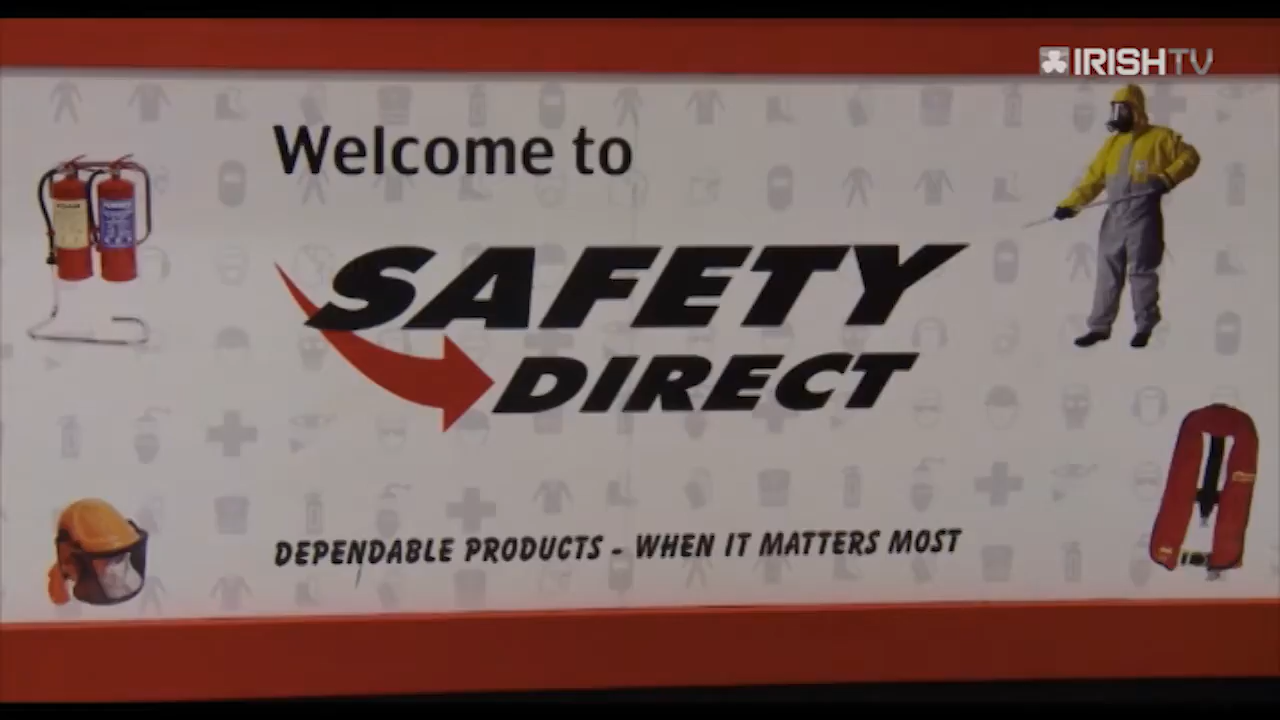 IRISHTV
Welcome to
SAFETY
DIRECT
DEPENDABLE PRODUCTS - WHEN IT MATTERS MOST